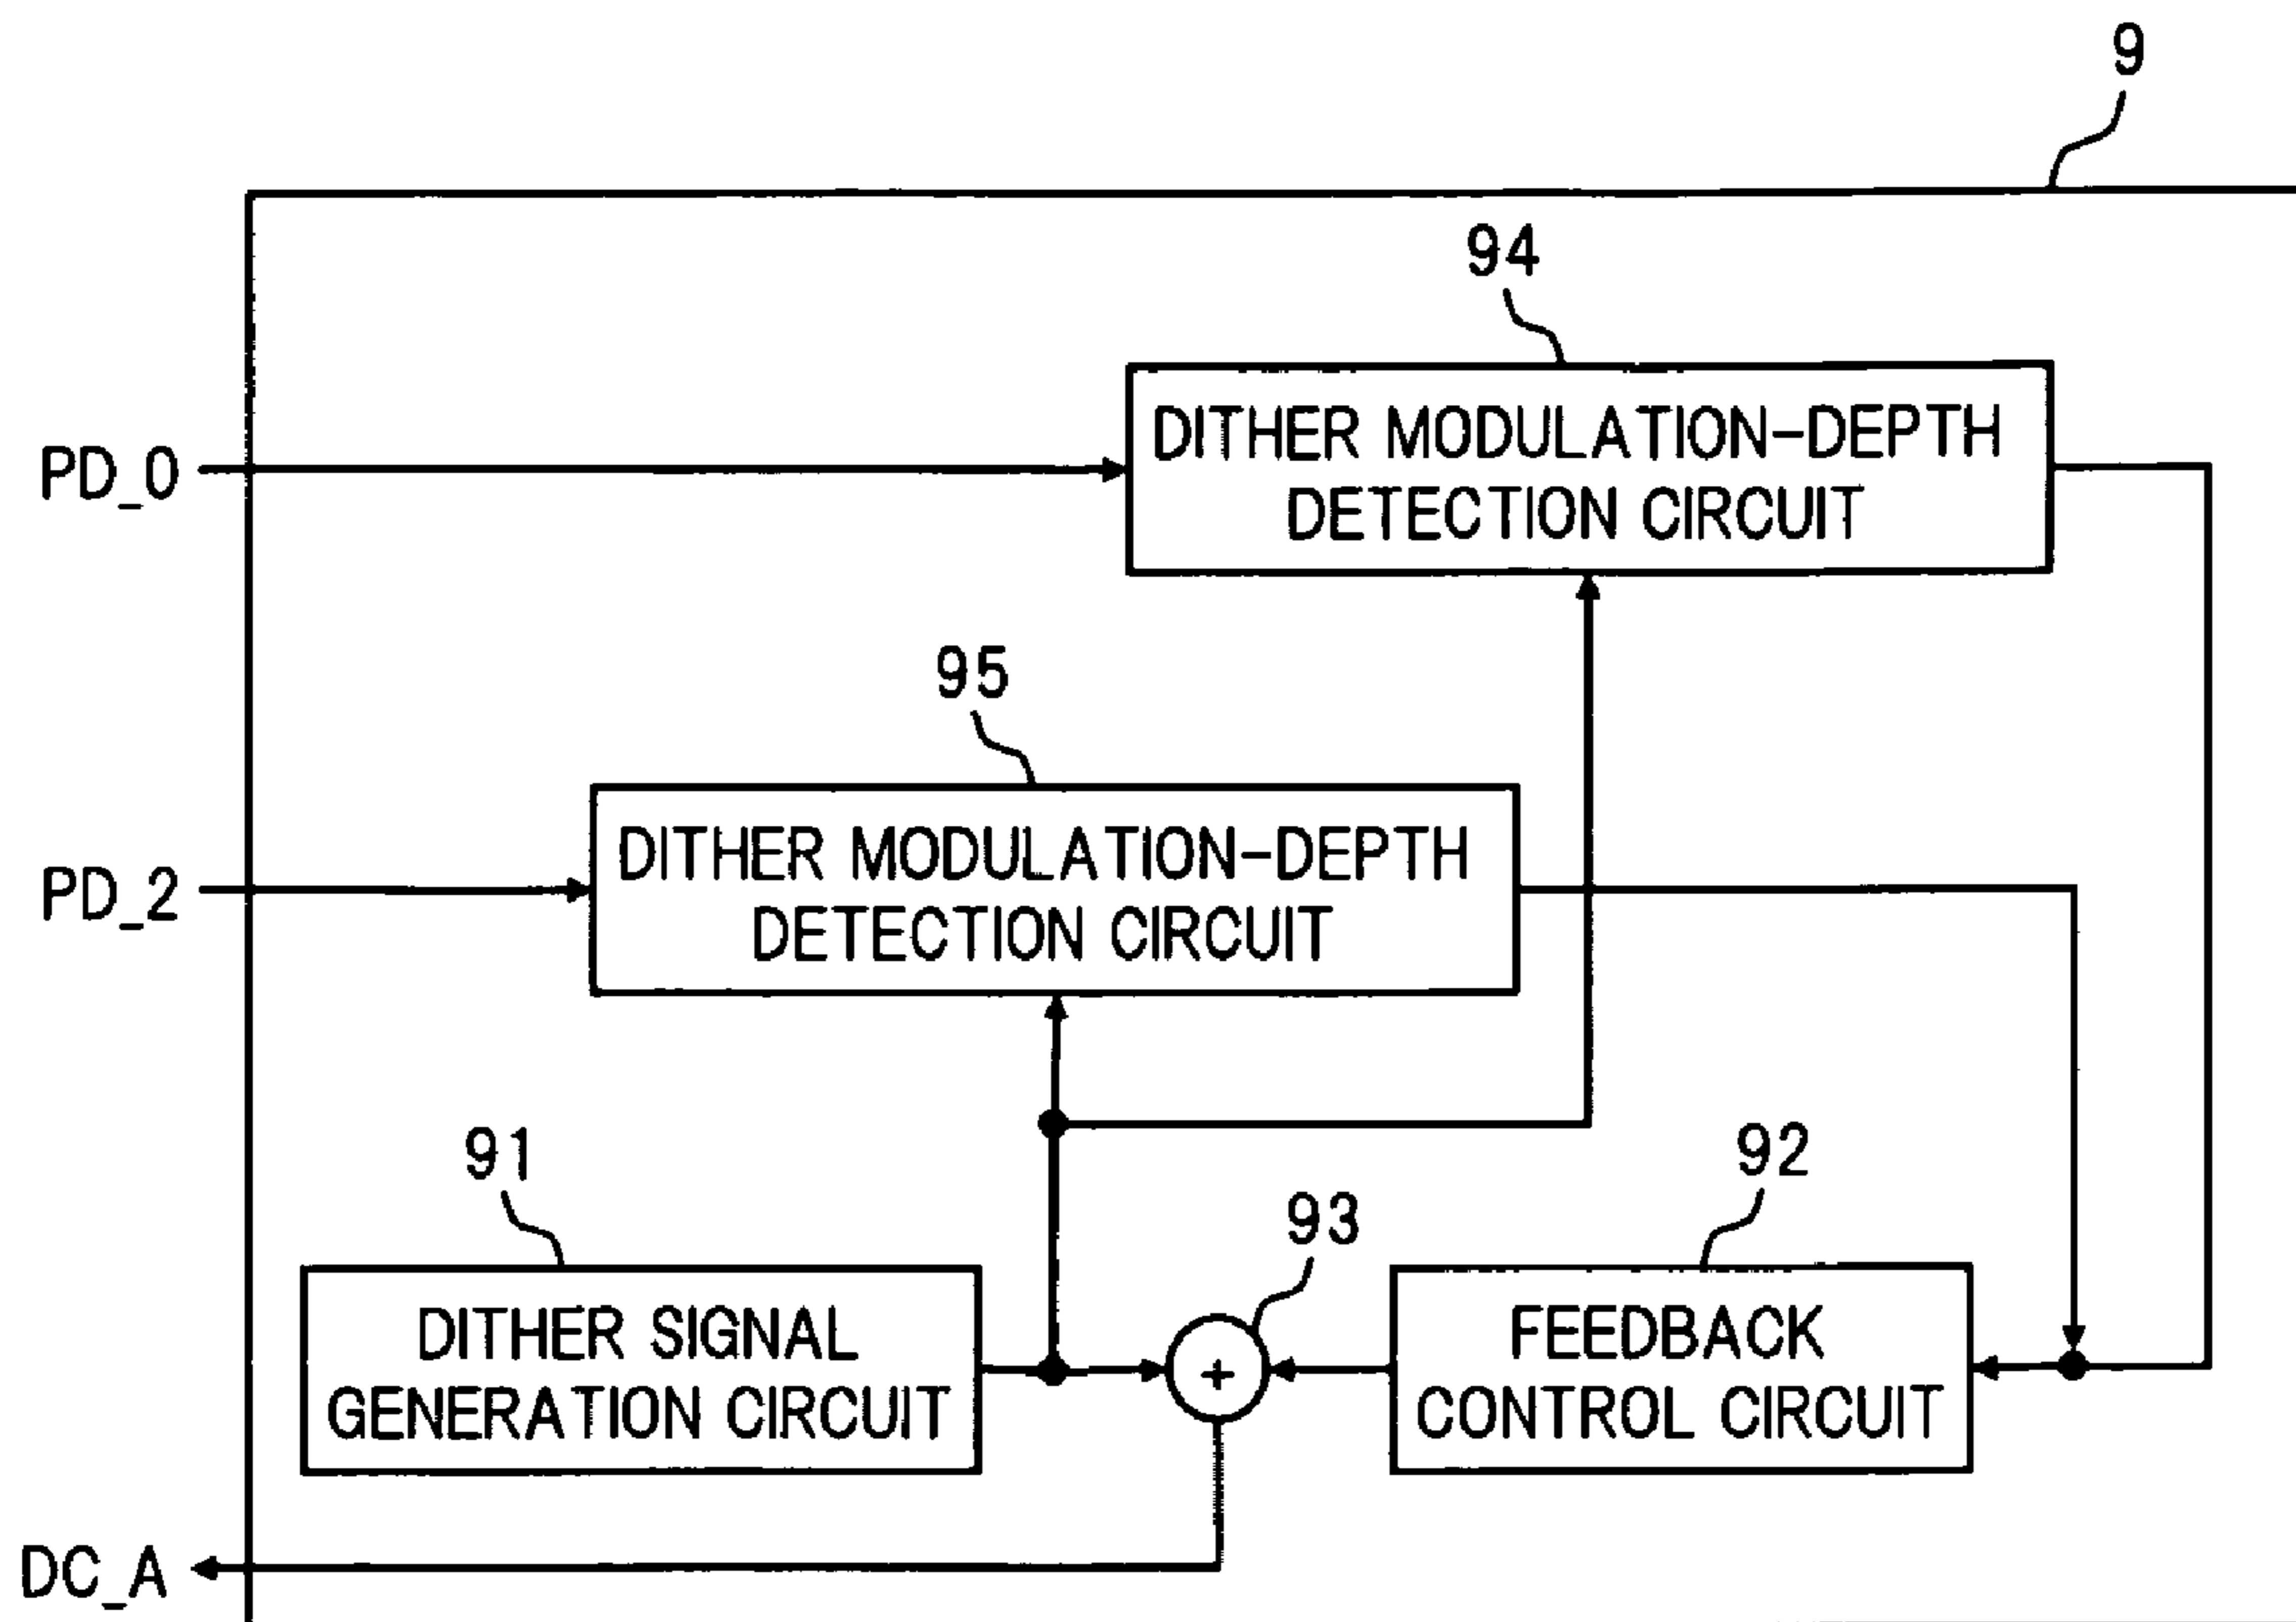 9
94
PD_0
DITHER MODULATION-DEPTH
DETECTION CIRCUIT
95
PD_2
DITHER MODULATION-DEPTH
DETECTION CIRCUIT
91
93
92
DITHER SIGNAL
GENERATION CIRCUIT
+
FEEDBACK
CONTROL CIRCUIT
DC_A